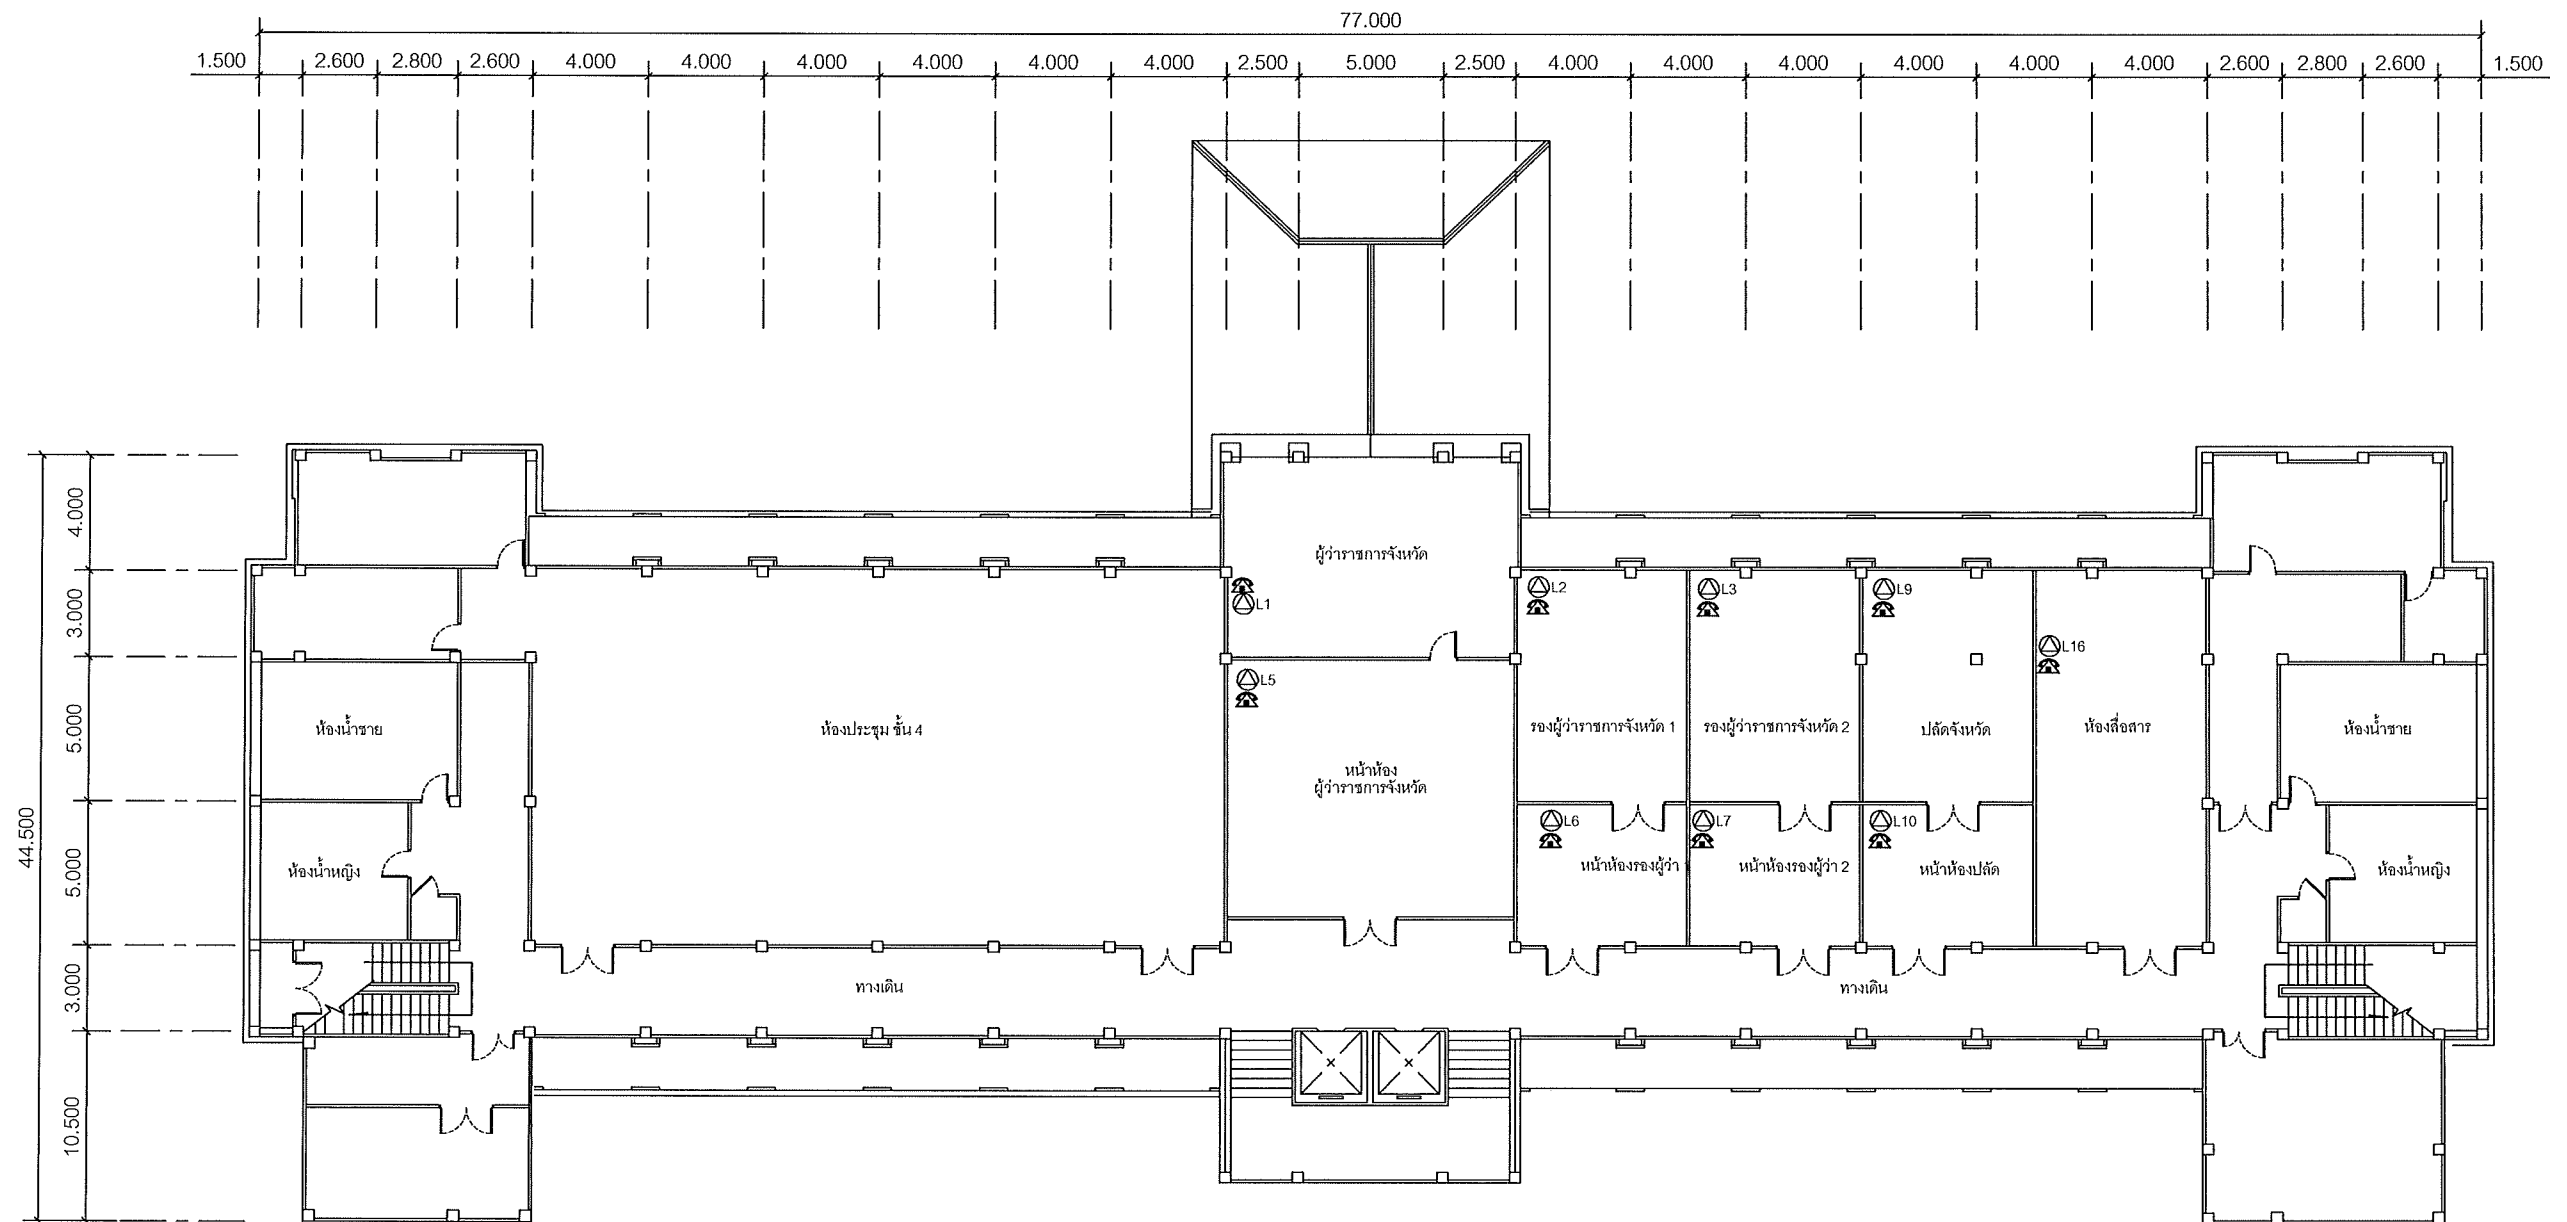 77.000
1.500 2.600 2.800 2.600 4.000 4.000 4.000 4.000 4.000 4.000 2.500 5.000 2.500 4.000 4.000 4.000 4.000 4.000 4.000 2.600 2.800 2.600 1.500
44.500
4.000
3.000
5.000
5.000
3.000
10.500
ผู้ว่าราชการจังหวัด
L1
L2
L3
L9
L16
L5
ห้องน้ำชาย
ห้องประชุม ชั้น 4
หน้าห้อง
ผู้ว่าราชการจังหวัด
รองผู้ว่าราชการจังหวัด 1
รองผู้ว่าราชการจังหวัด 2
ปลัดจังหวัด
ห้องสื่อสาร
ห้องน้ำชาย
L6
L7
L10
ห้องน้ำหญิง
หน้าห้องรองผู้ว่า
หน้าห้องรองผู้ว่า 2
หน้าห้องปลัด
ห้องน้ำหญิง
ทางเดิน
ทางเดิน